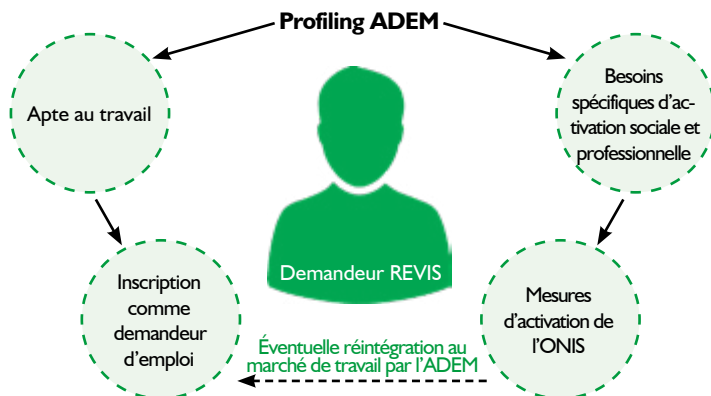 Profiling ADEM
Apte au travail
Besoins
spécifiques d’ac-
tivation sociale et
professionnelle
Demandeur REVIS
Inscription
comme
demandeur
d’emploi
Mesures
d’activation de
l’ONIS
Éventuelle réintégration au
marché de travail par l’ADEM